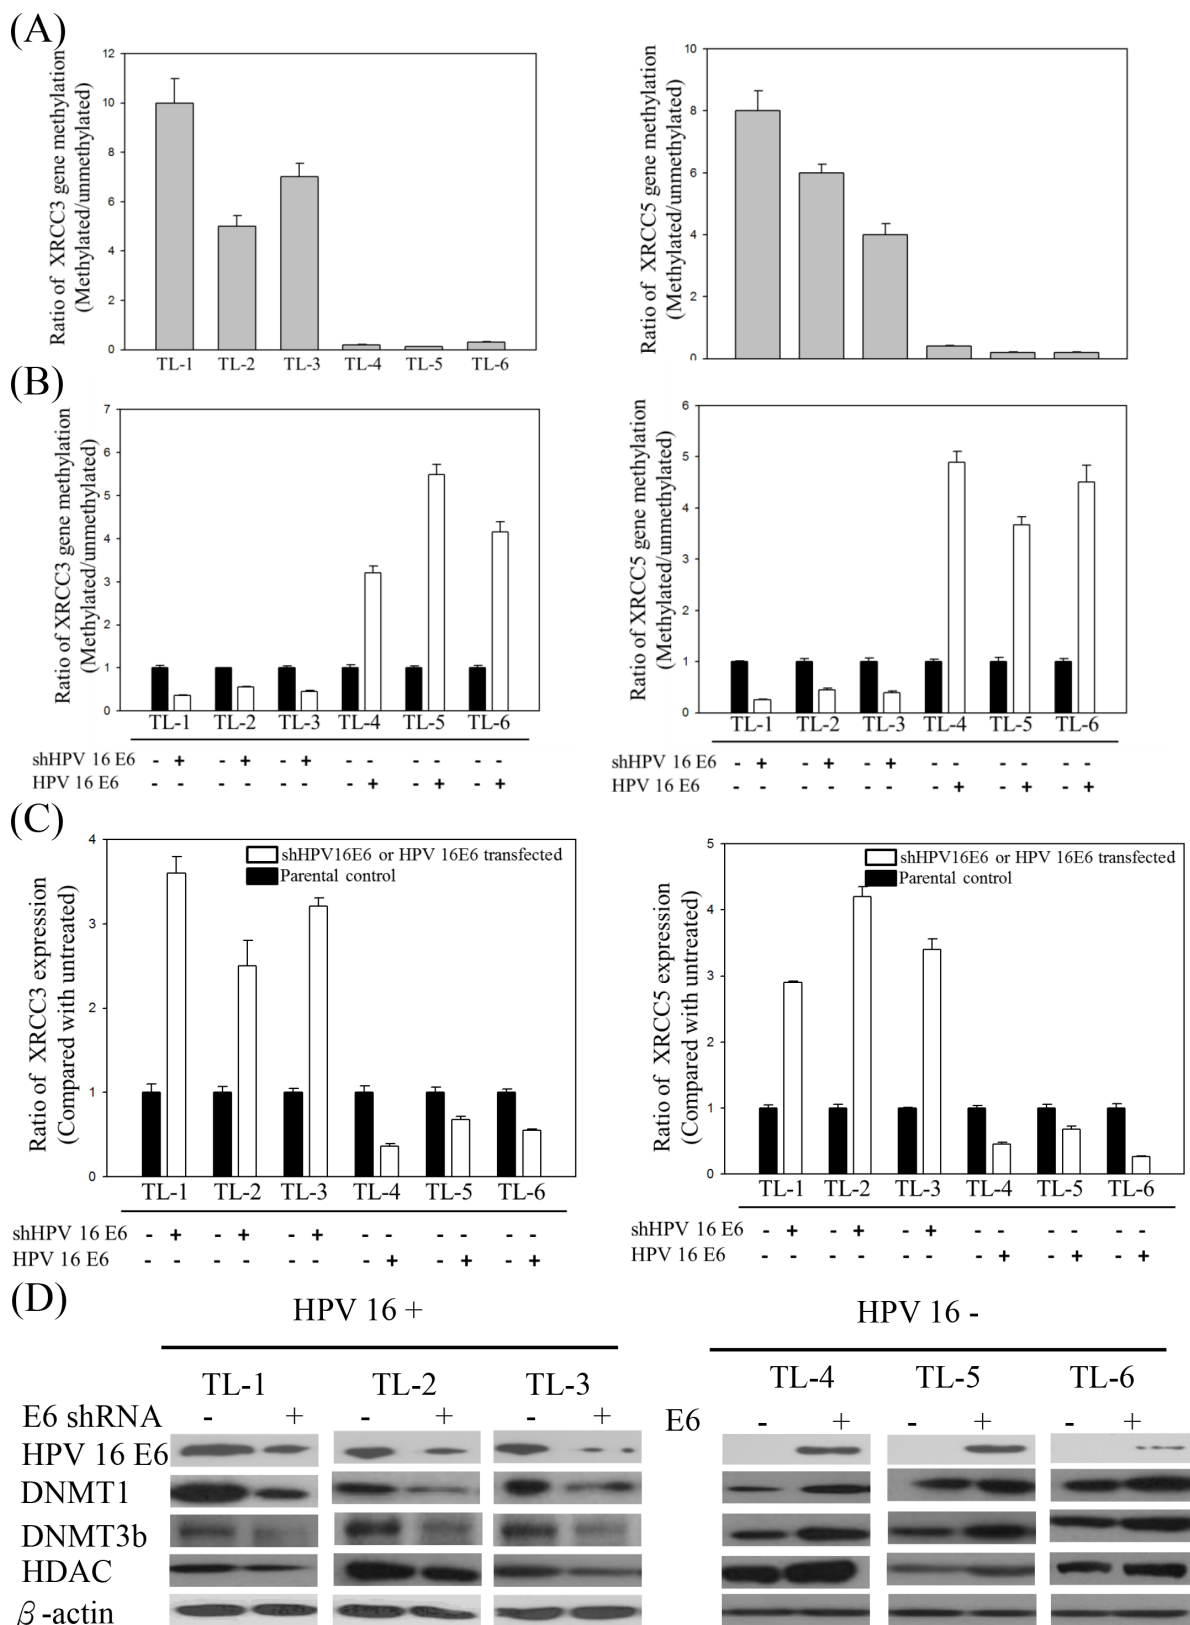 (A)
Ratio of XRCC3 gene methylation
(Methylated/unmethylated)
12
10
8
6
4
2
0
TL-1 TL-2 TL-3 TL-4 TL-5 TL-6
Ratio of XRCC5 gene methylation
(Methylated/unmethylated)
10
8
6
4
2
0
(B)
Ratio of XRCC3 gene methylation
(Methylated/unmethylated)
7
6
5
4
3
2
1
0
TL-1 TL-2 TL-3 TL-4 TL-5 TL-6
shHPV 16 E6 - + - + - + - - - - - -
HPV 16 E6 - - - - - - - + - + - +
Ratio of XRCC5 gene methylation
(Methylated/unmethylated)
6
5
4
3
2
1
0
TL-1 TL-2 TL-3 TL-4 TL-5 TL-6
shHPV 16 E6 - + - + - + - - - - - -
HPV 16 E6 - - - - - - - + - + - +
(C)
Ratio of XRCC3 expression
(Compared with untreated)
4
3
2
1
0
shHPV16E6 or HPV 16E6 transfected
Parental control
TL-1 TL-2 TL-3 TL-4 TL-5 TL-6
shHPV 16 E6 - + - + - + - - - - - -
HPV 16 E6 - - - - - - - + - + - +
Ratio of XRCC5 expression
(Compared with untreated)
5
4
3
2
1
0
shHPV16E6 or HPV 16E6 transfected
Parental control
TL-1 TL-2 TL-3 TL-4 TL-5 TL-6
shHPV 16 E6 - + - + - + - - - - - -
HPV 16 E6 - - - - - - - + - + - +
(D)
HPV 16 +
HPV 16 -
TL-1 TL-2 TL-3
TL-4 TL-5 TL-6
E6 shRNA - + - + - +
E6 - + - + - +
HPV 16 E6
DNMT1
DNMT3b
HDAC
β-actin